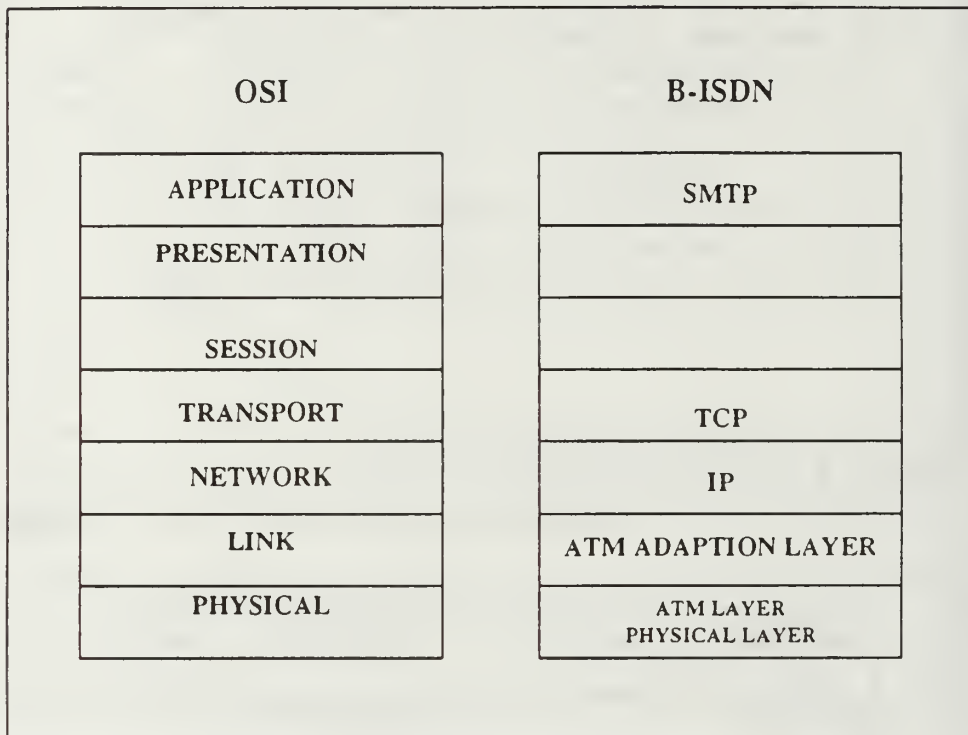 OSI
APPLICATION
PRESENTATION
SESSION
TRANSPORT
NETWORK
LINK
PHYSICAL
B-ISDN
SMTP
TCP
IP
ATM ADAPTION LAYER
ATM LAYER
PHYSICAL LAYER